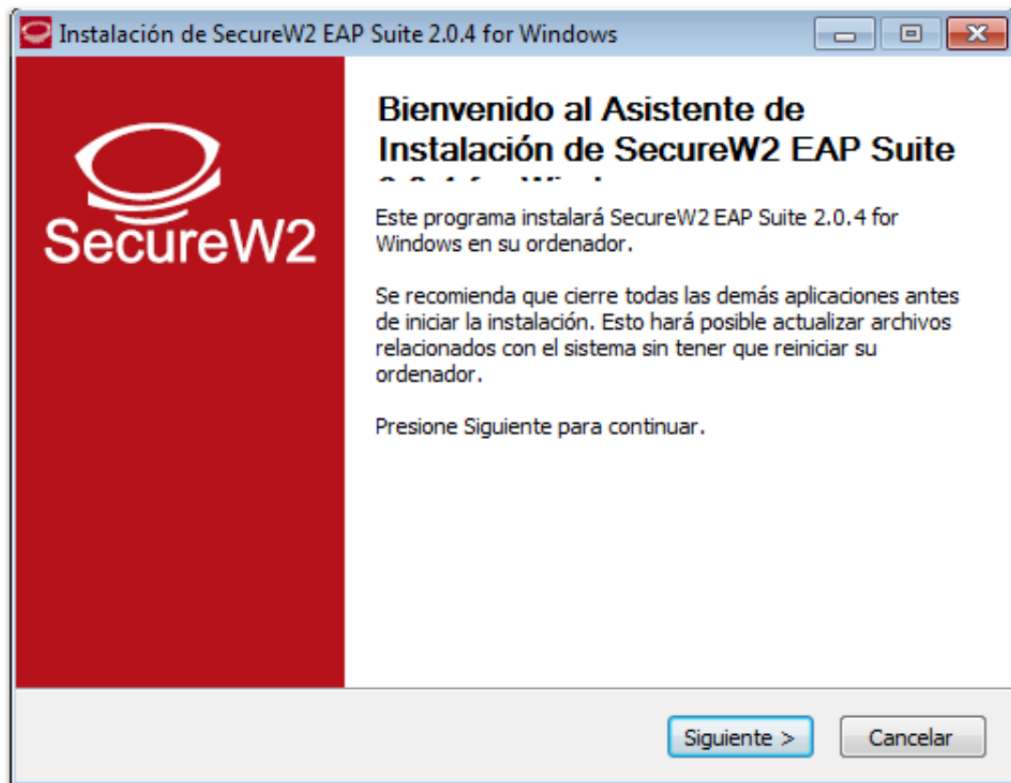 Instalación de SecureW2 EAP Suite 2.0.4 for Windows
SecureW2
Bienvenido al Asistente de
Instalación de SecureW2 EAP Suite
Este programa instalará SecureW2 EAP Suite 2.0.4 for
Windows en su ordenador.
Se recomienda que cierre todas las demás aplicaciones antes
de iniciar la instalación. Esto hará posible actualizar archivos
relacionados con el sistema sin tener que reiniciar su
ordenador.
Presione Siguiente para continuar.
Siguiente >
Cancelar